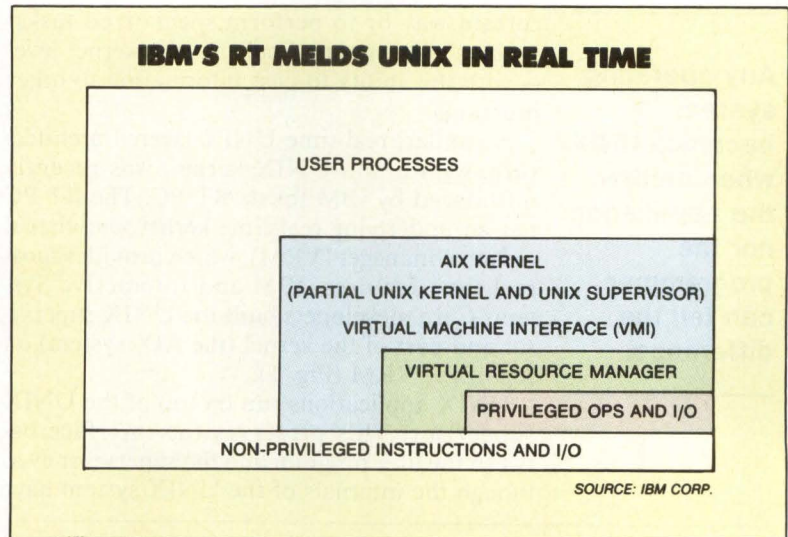 IBM'S RT MELDS UNIX IN REAL TIME
USER PROCESSES
AIX KERNEL
(PARTIAL UNIX KERNEL AND UNIX SUPERVISOR)
VIRTUAL MACHINE INTERFACE (VMI)
VIRTUAL RESOURCE MANAGER
PRIVILEGED OPS AND I/O
NON-PRIVILEGED INSTRUCTIONS AND I/O
SOURCE: IBM CORP.